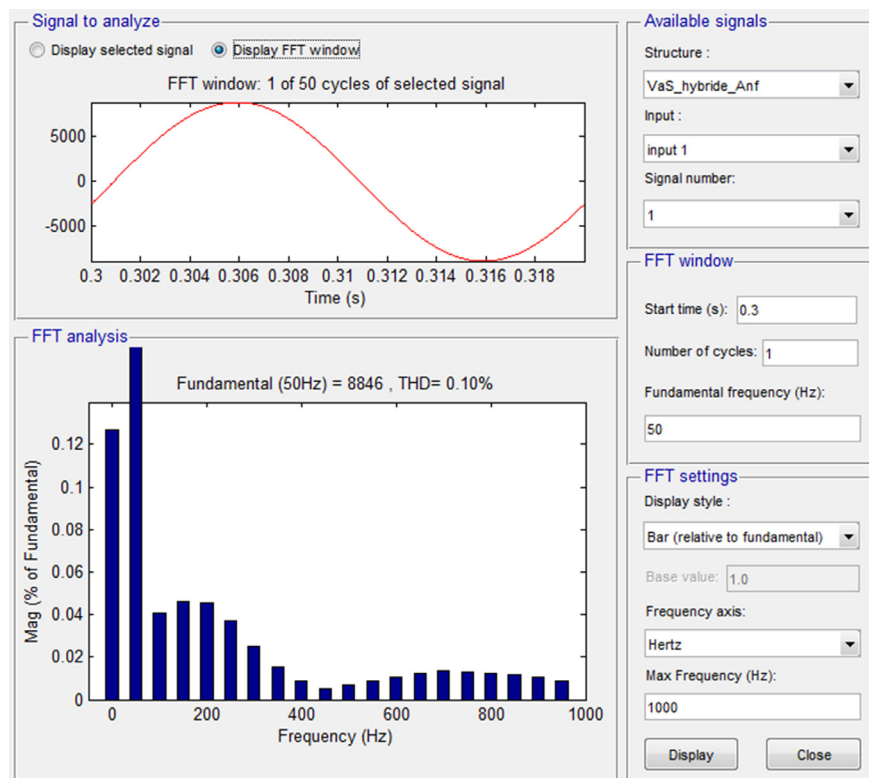 Signal to analyze
Display selected signal Display FFT window
FFT window: 1 of 50 cycles of selected signal
5000
0
-5000
0.3 0.302 0.304 0.306 0.308 0.31 0.312 0.314 0.316 0.318
Time (s)
FFT analysis
Fundamental (50Hz) = 8846 , THD= 0.10%
Mag (% of Fundamental)
0.12
0.1
0.08
0.06
0.04
0.02
0
0 200 400 600 800 1000
Frequency (Hz)
Available signals
Structure :
VaS_hybride_Anf
Input :
input 1
Signal number:
1
FFT window
Start time (s): 0.3
Number of cycles: 1
Fundamental frequency (Hz):
50
FFT settings
Display style :
Bar (relative to fundamental)
Base value: 1.0
Frequency axis:
Hertz
Max Frequency (Hz):
1000
Display Close